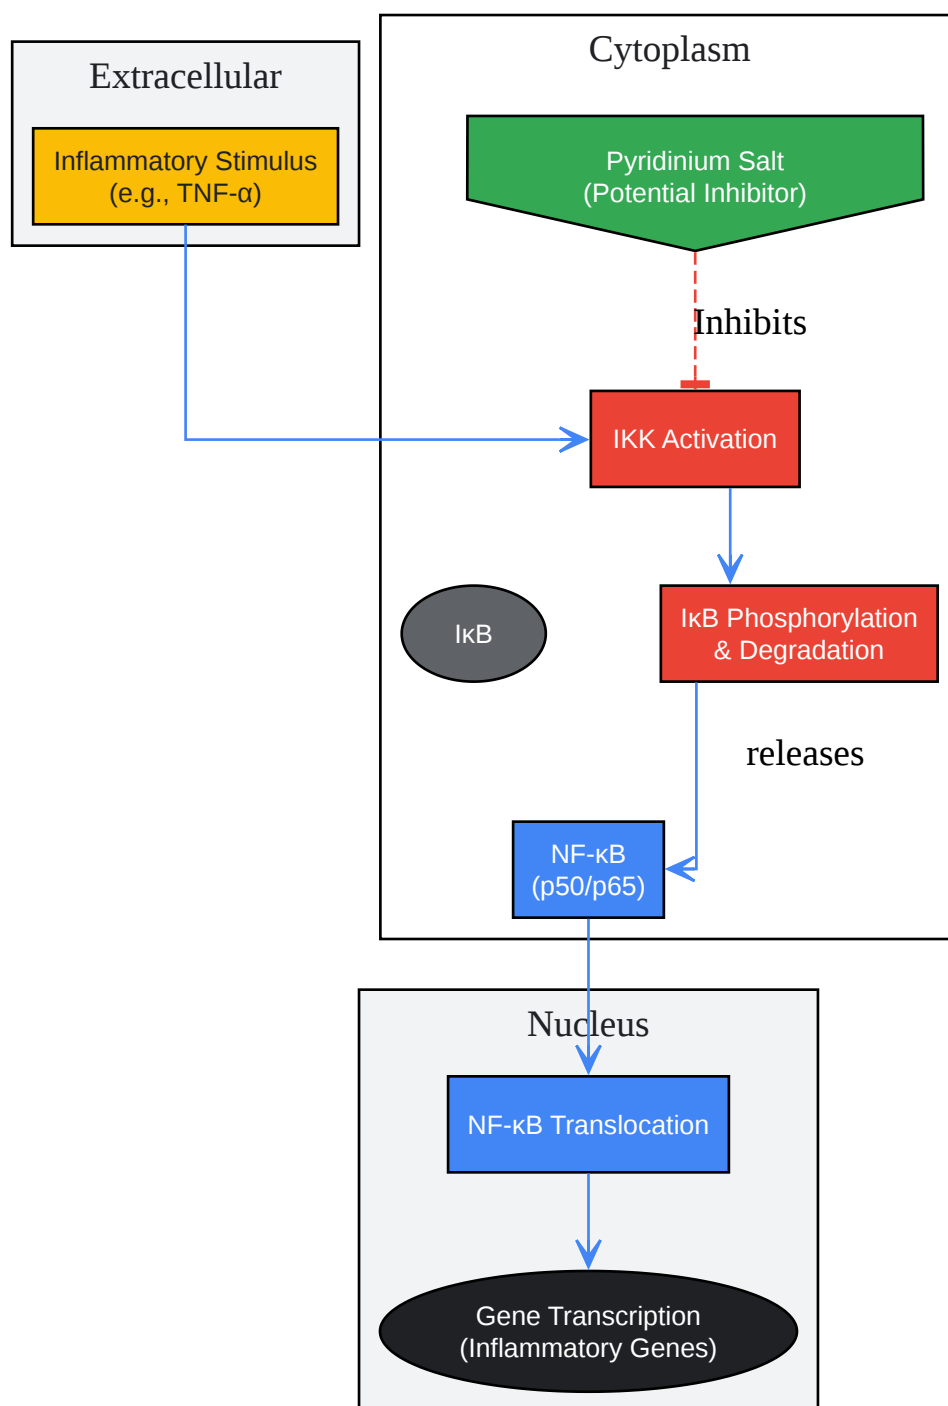 Extracellular
Inflammatory Stimulus
(e.g., TNF-α)
Cytoplasm
Pyridinium Salt
(Potential Inhibitor)
Inhibits
IKK Activation
IκB
IκB Phosphorylation
& Degradation
releases
NF-κB
(p50/p65)
Nucleus
NF-κB Translocation
Gene Transcription
(Inflammatory Genes)